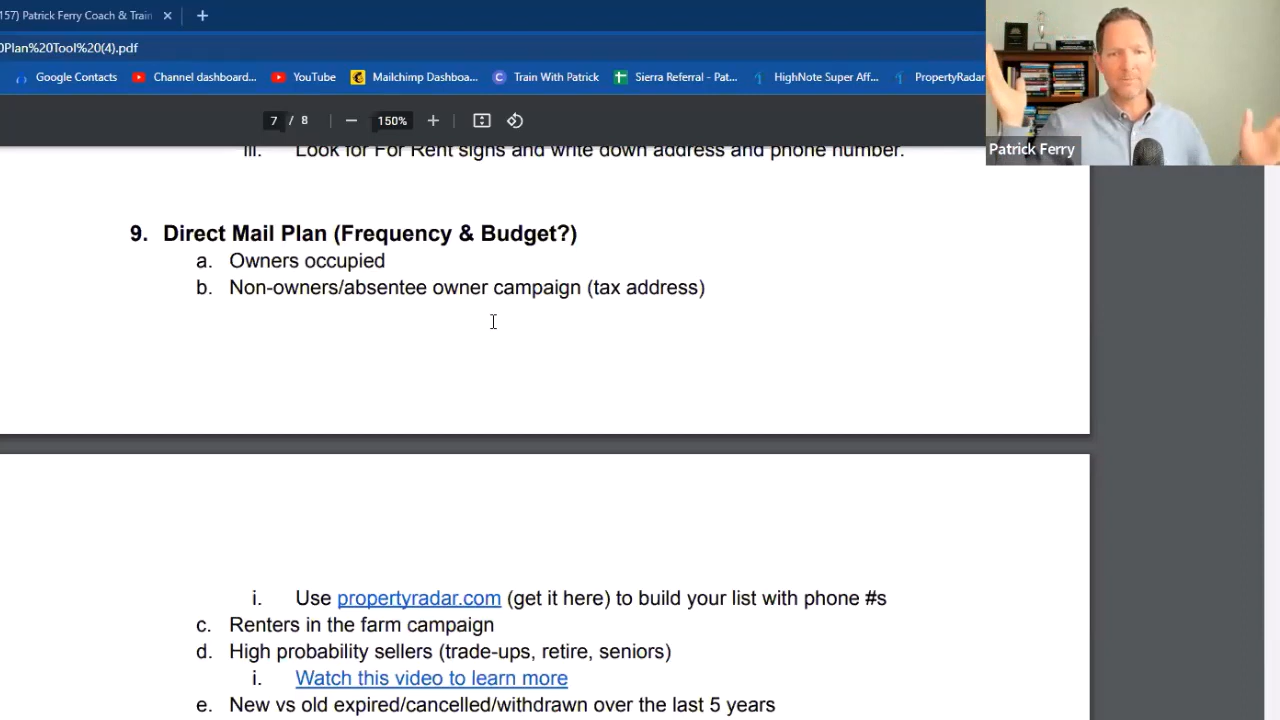 157) Patrick Ferry Coach & Train
0Plan%20Tool%20(4).pdf
Google Contacts
Channel dashboard...
YouTube
Mailchimp Dashboa...
Train With Patrick
Sierra Referral - Pat...
HighNote Super Aff...
PropertyRadar
7 / 8
150%
Patrick Ferry
iii. Look for For Rent signs and write down address and phone number.
9. Direct Mail Plan (Frequency & Budget?)
a. Owners occupied
b. Non-owners/absentee owner campaign (tax address)
i. Use propertyradar.com (get it here) to build your list with phone #s
c. Renters in the farm campaign
d. High probability sellers (trade-ups, retire, seniors)
i. Watch this video to learn more
e. New vs old expired/cancelled/withdrawn over the last 5 years